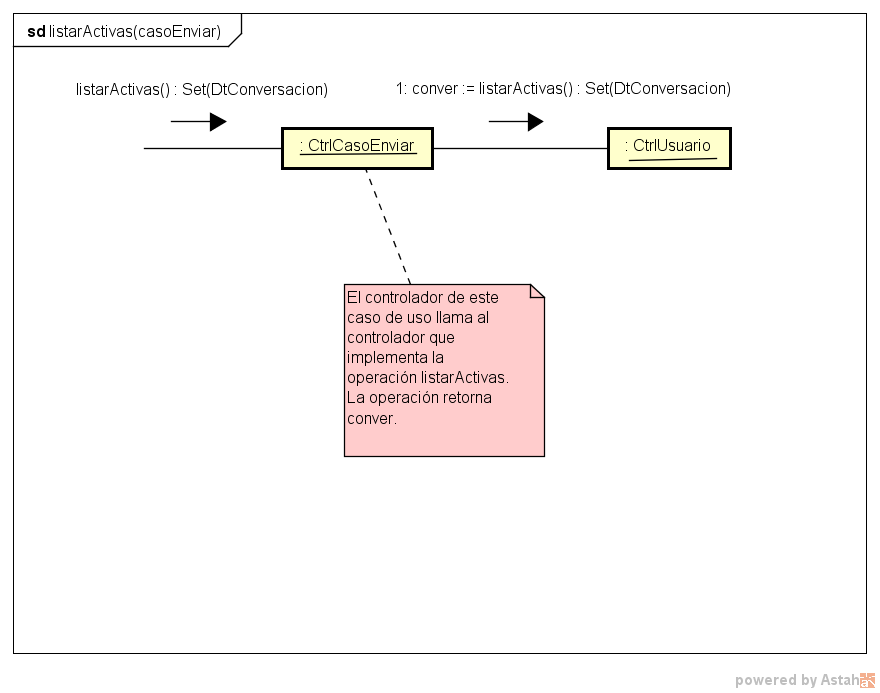 sd listarActivas(casoEnviar)
listarActivas() : Set(DtConversacion)
1: conver := listarActivas() : Set(DtConversacion)
: CtrlCasoEnviar
: CtrlUsuario
El controlador de este
caso de uso llama al
controlador que
implementa la
operación listarActivas.
La operación retorna
conver.
powered by Astah